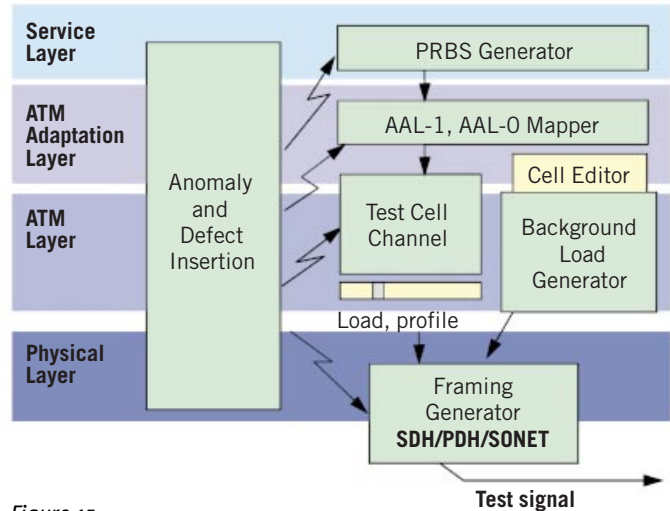 Service
Layer
PRBS Generator
ATM
Adaptation
Layer
AAL-1, AAL-0 Mapper
Anomaly
and
Defect
Insertion
Cell Editor
ATM
Layer
Test Cell
Channel
Background
Load
Generator
Load, profile
Physical
Layer
Framing
Generator
SDH/PDH/SONET
Test signal